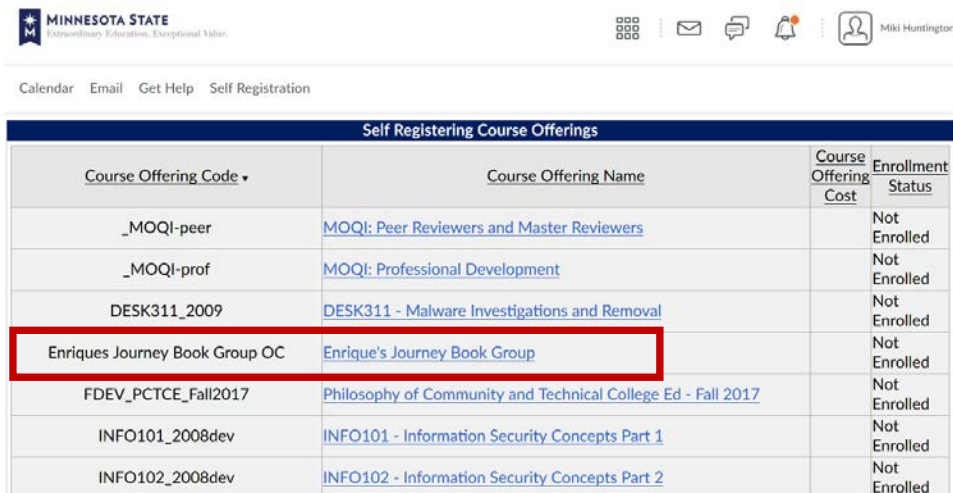 MINNESOTA STATE
Extraordinary Education. Exceptional Value.
Miki Huntington
Calendar Email Get Help Self Registration
Self Registering Course Offerings
Course Offering Code Course Offering Name Course Offering Cost Enrollment Status
_MOQI-peer MOQI: Peer Reviewers and Master Reviewers Not Enrolled
_MOQI-prof MOQI: Professional Development Not Enrolled
DESK311_2009 DESK311 - Malware Investigations and Removal Not Enrolled
Enriques Journey Book Group OC Enrique's Journey Book Group Not Enrolled
FDEV_PCTCE_Fall2017 Philosophy of Community and Technical College Ed - Fall 2017 Not Enrolled
INFO101_2008dev INFO101 - Information Security Concepts Part 1 Not Enrolled
INFO102_2008dev INFO102 - Information Security Concepts Part 2 Not Enrolled